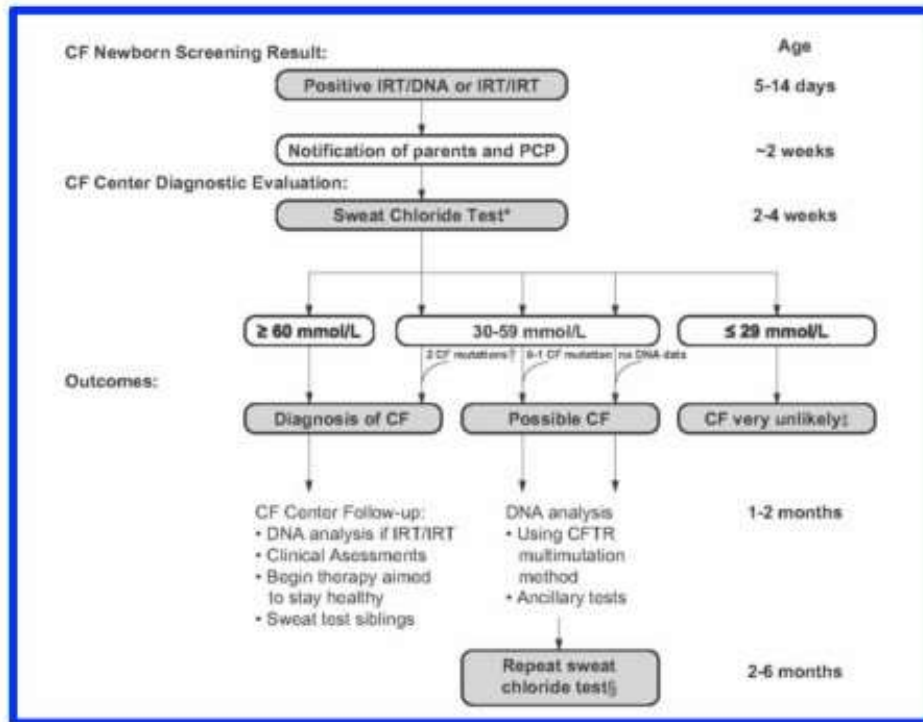 Age
CF Newborn Screening Result:
Positive IRT/DNA or IRT/IRT
5-14 days
Notification of parents and PCP
~2 weeks
CF Center Diagnostic Evaluation:
Sweat Chloride Test*
2-4 weeks
≥ 60 mmol/L
30-59 mmol/L
≤ 29 mmol/L
2 CF mutations†
0-1 CF mutation
no DNA data
Outcomes:
Diagnosis of CF
Possible CF
CF very unlikely‡
CF Center Follow-up:
• DNA analysis if IRT/IRT
• Clinical Asessments
• Begin therapy aimed
to stay healthy
• Sweat test siblings
DNA analysis
• Using CFTR
multimutation
method
• Ancillary tests
1-2 months
Repeat sweat
chloride test§
2-6 months